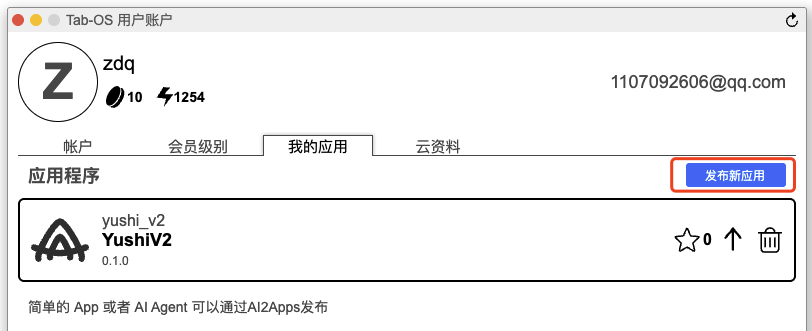 Tab-OS 用户账户
Z
zdq
10 1254
1107092606@qq.com
帐户 会员级别 我的应用 云资料
应用程序 发布新应用
yushi_v2
YushiV2
0
0.1.0
简单的 App 或者 AI Agent 可以通过AI2Apps发布